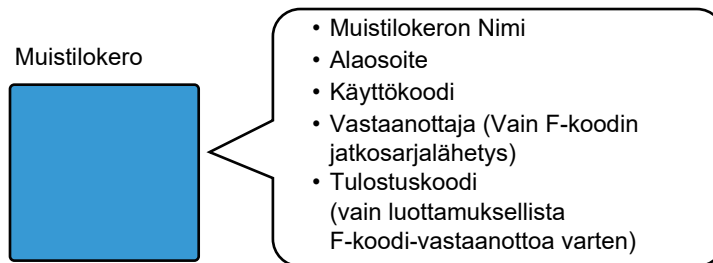 Muistilokero
• Muistilokeron Nimi
• Alaosoite
• Käyttökoodi
• Vastaanottaja (Vain F-koodin
jatkosarjalähetys)
• Tulostuskoodi
(vain luottamuksellista
F-koodi-vastaanottoa varten)